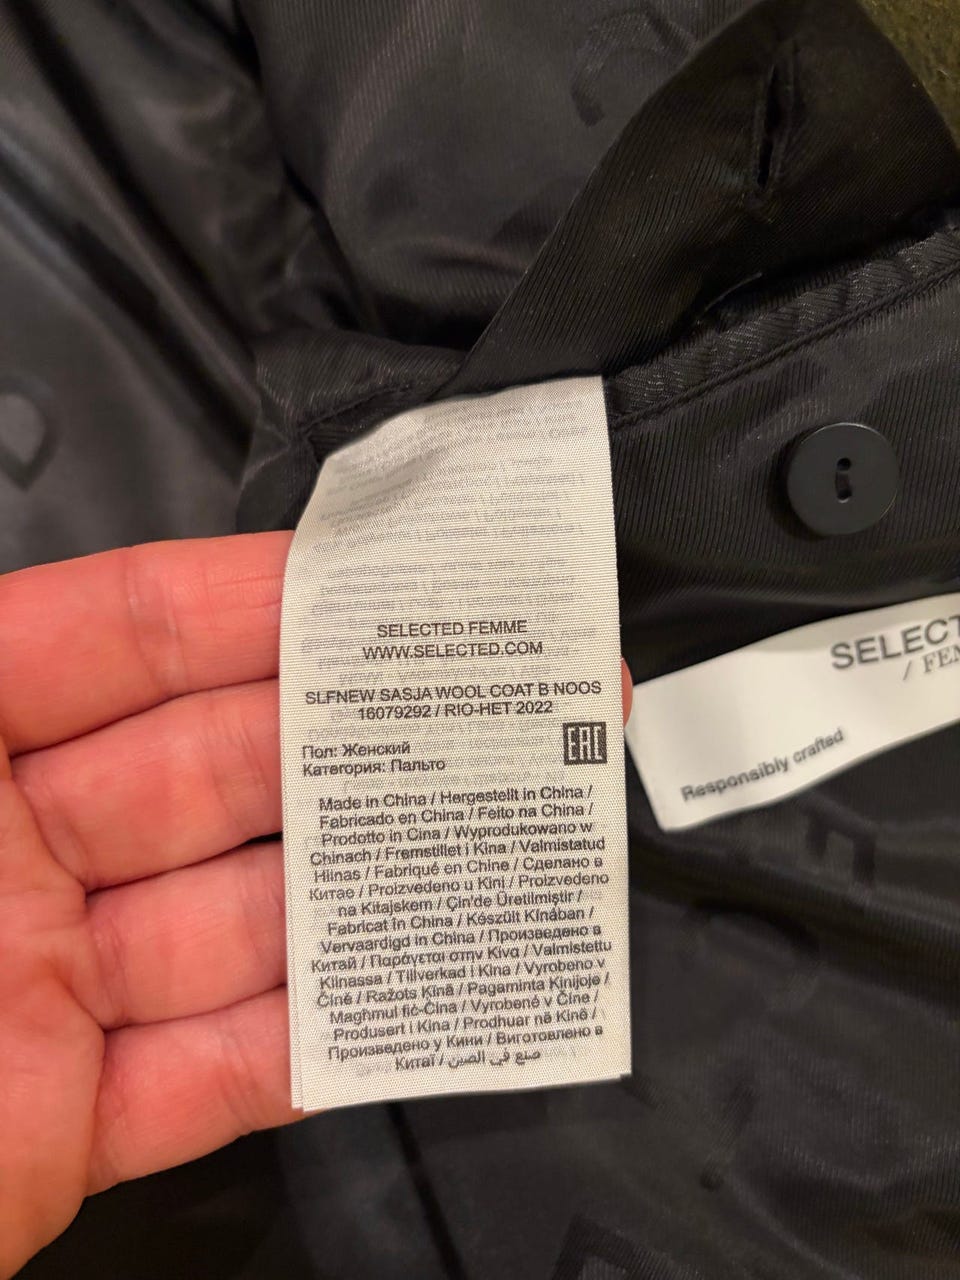 SELECTED FEMME
WWW.SELECTED.COM
SLFNEW SASJA WOOL COAT B NOOS
16079292 / RIO-HET 2022
Пол: Женский
Категория: Пальто
EAC
Made in China / Hergestellt in China /
Fabricado en China / Feito na China /
Prodotto in Cina / Wyprodukowano w
Chinach / Fremstillet i Kina / Valmistatud
Hiinas / Fabriqué en Chine / Сделано в
Китае / Proizvedeno u Kini / Proizvedeno
na Kitajskem / Çin'de Üretilmiştir /
Fabricat în China / Készült Kínában /
Vervaardigd in China / Произведено в
Китай / Παράγεται στην Κίνα / Valmistettu
Kiinassa / Tillverkad i Kina / Vyrobeno v
Číně / Ražots Ķīnā / Pagaminta Kinijoje /
Magħmul fiċ-Ċina / Vyrobené v Číne /
Produsert i Kina / Prodhuar në Kinë /
Произведено у Кини / Виготовлено в
Китаї / صنع في الصين
SELECT
/ FEM
Responsibly crafted